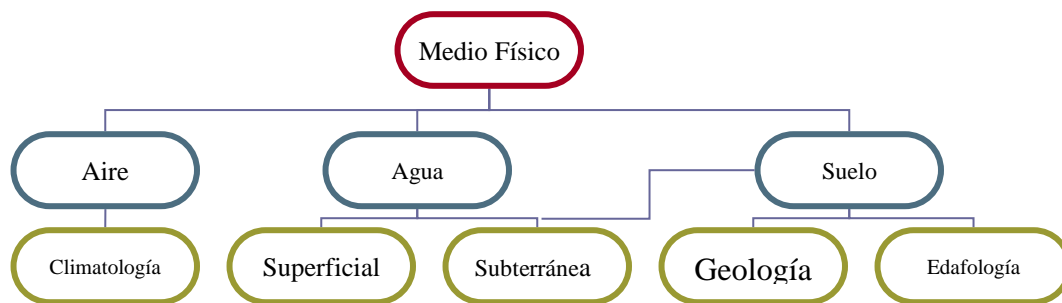 Medio Físico
Aire
Agua
Suelo
Climatología
Superficial
Subterránea
Geología
Edafología